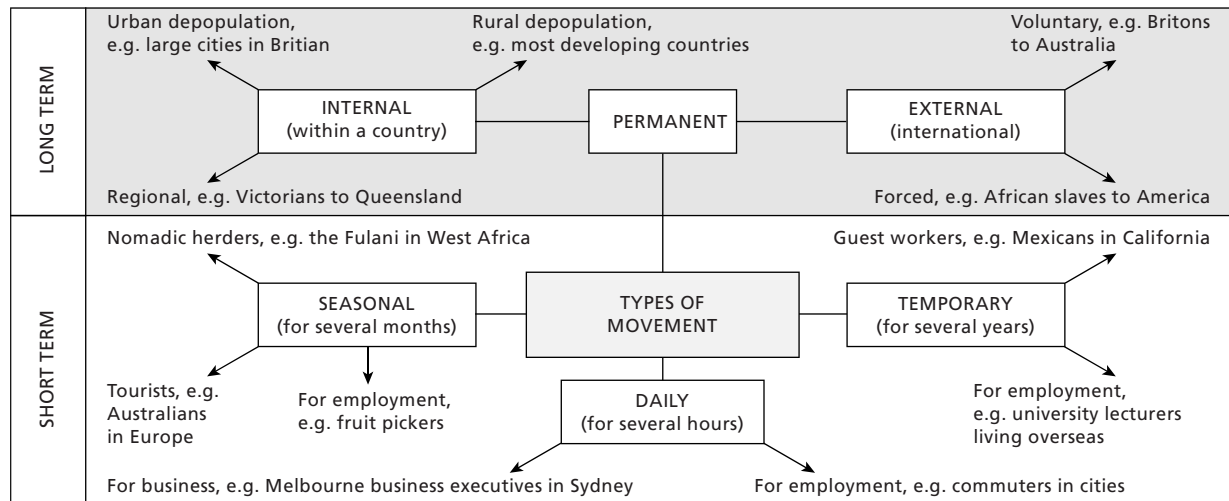 LONG TERM
Urban depopulation,
e.g. large cities in Britian
Rural depopulation,
e.g. most developing countries
Voluntary, e.g. Britons
to Australia
INTERNAL
(within a country)
PERMANENT
EXTERNAL
(international)
Regional, e.g. Victorians to Queensland
Forced, e.g. African slaves to America
SHORT TERM
Nomadic herders, e.g. the Fulani in West Africa
Guest workers, e.g. Mexicans in California
SEASONAL
(for several months)
TYPES OF
MOVEMENT
TEMPORARY
(for several years)
Tourists, e.g.
Australians
in Europe
For employment,
e.g. fruit pickers
DAILY
(for several hours)
For employment,
e.g. university lecturers
living overseas
For business, e.g. Melbourne business executives in Sydney
For employment, e.g. commuters in cities